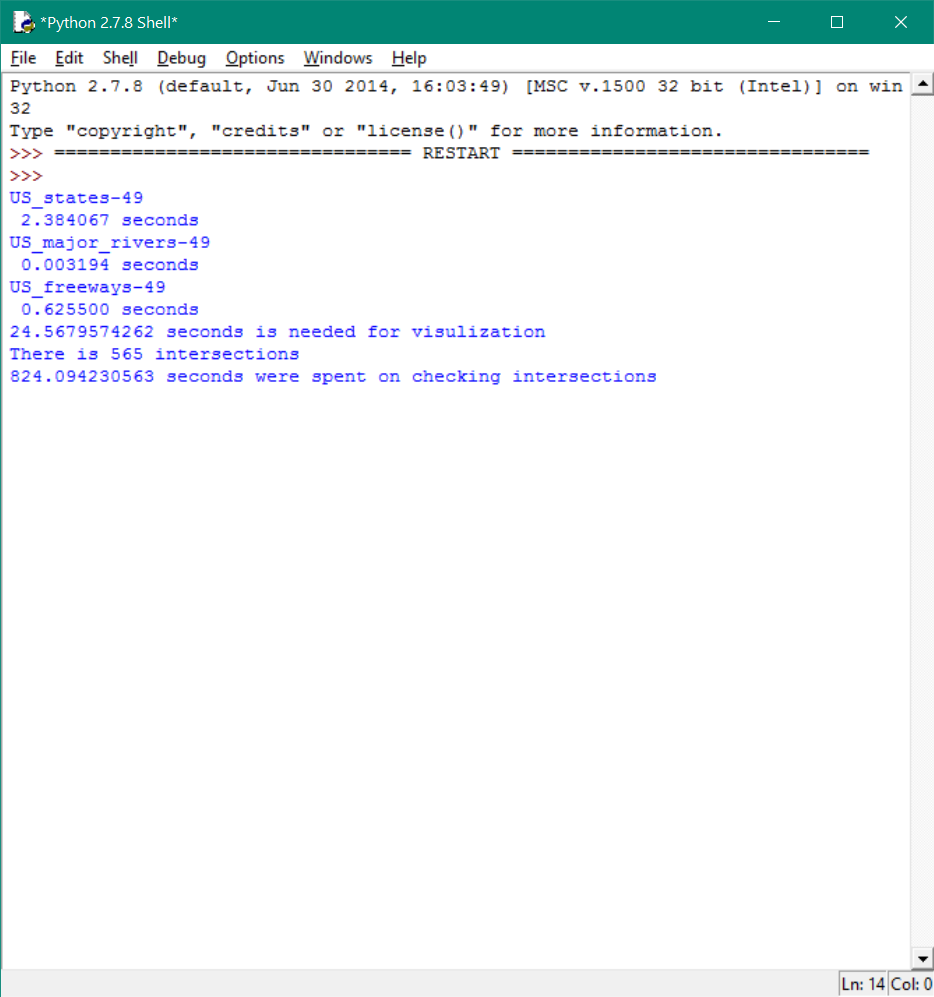 *Python 2.7.8 Shell*
File Edit Shell Debug Options Windows Help
Python 2.7.8 (default, Jun 30 2014, 16:03:49) [MSC v.1500 32 bit (Intel)] on win
32
Type "copyright", "credits" or "license()" for more information.
>>> ================================ RESTART ================================
>>>
US_states-49
 2.384067 seconds
US_major_rivers-49
 0.003194 seconds
US_freeways-49
 0.625500 seconds
24.5679574262 seconds is needed for visulization
There is 565 intersections
824.094230563 seconds were spent on checking intersections
Ln: 14 Col: 0